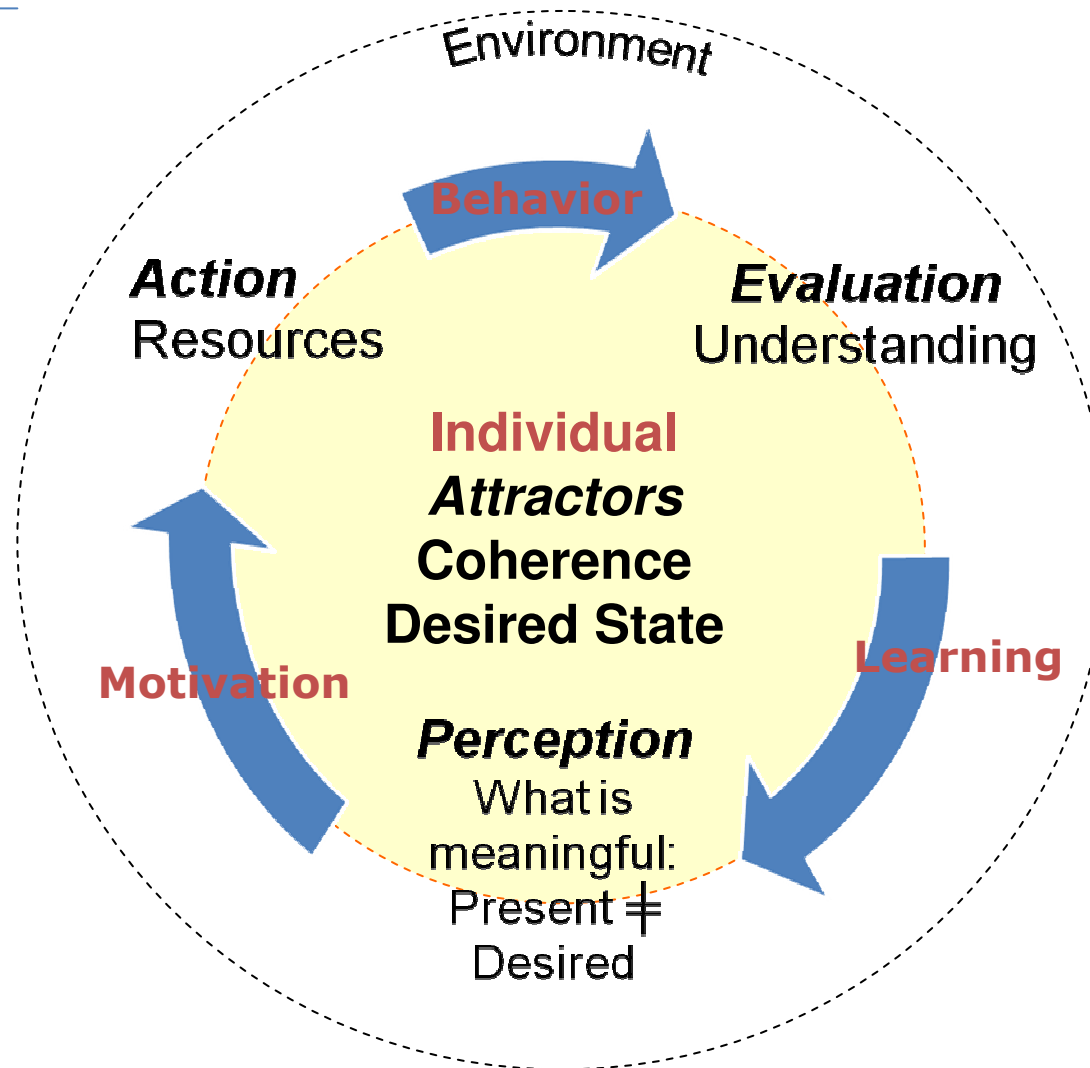 Environment
Behavior
Action
Resources
Evaluation
Understanding
Individual
Attractors
Coherence
Desired State
Motivation
Learning
Perception
What is
meaningful:
Present ⧧
Desired